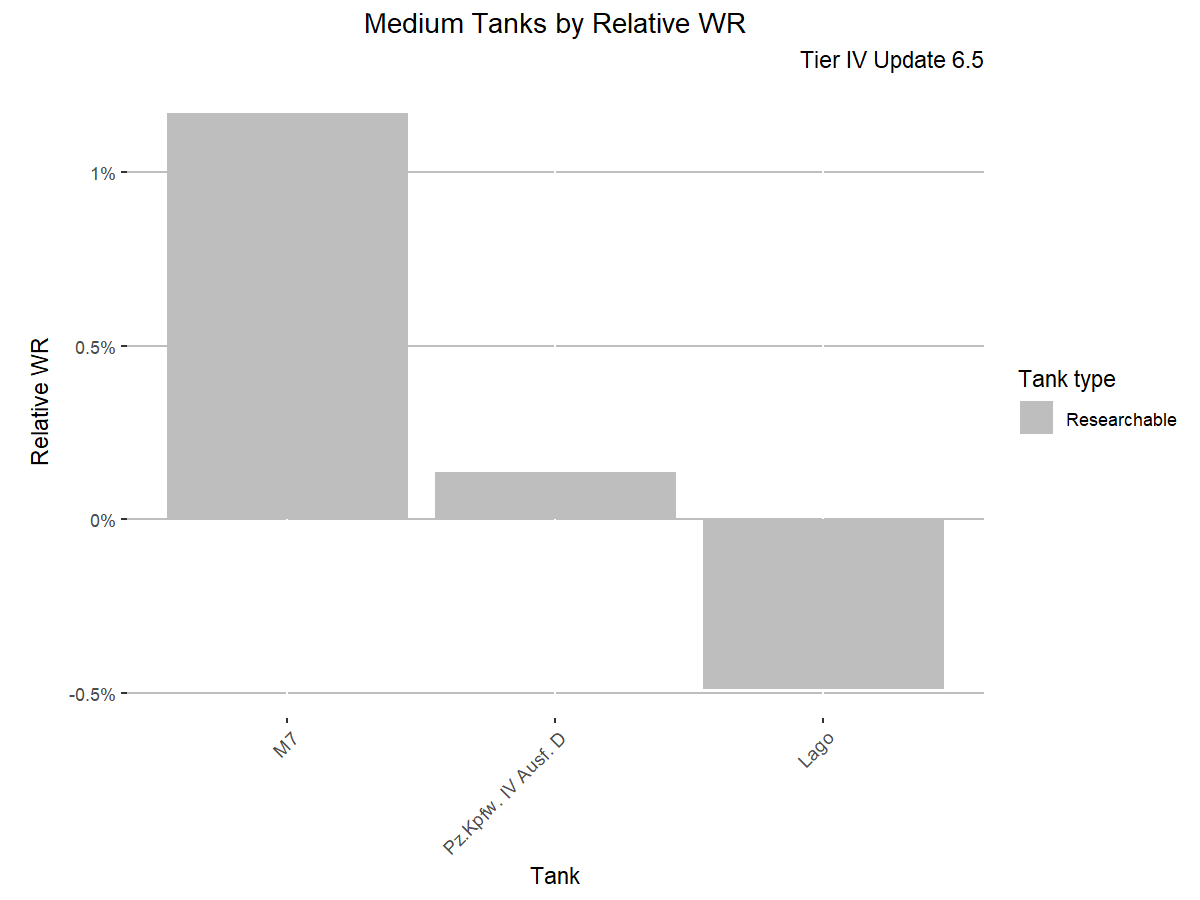 Medium Tanks by Relative WR
Tier IV Update 6.5
Relative WR
1%
0.5%
0%
-0.5%
M7
Pz.Kpfw. IV Ausf. D
Lago
Tank
Tank type
Researchable